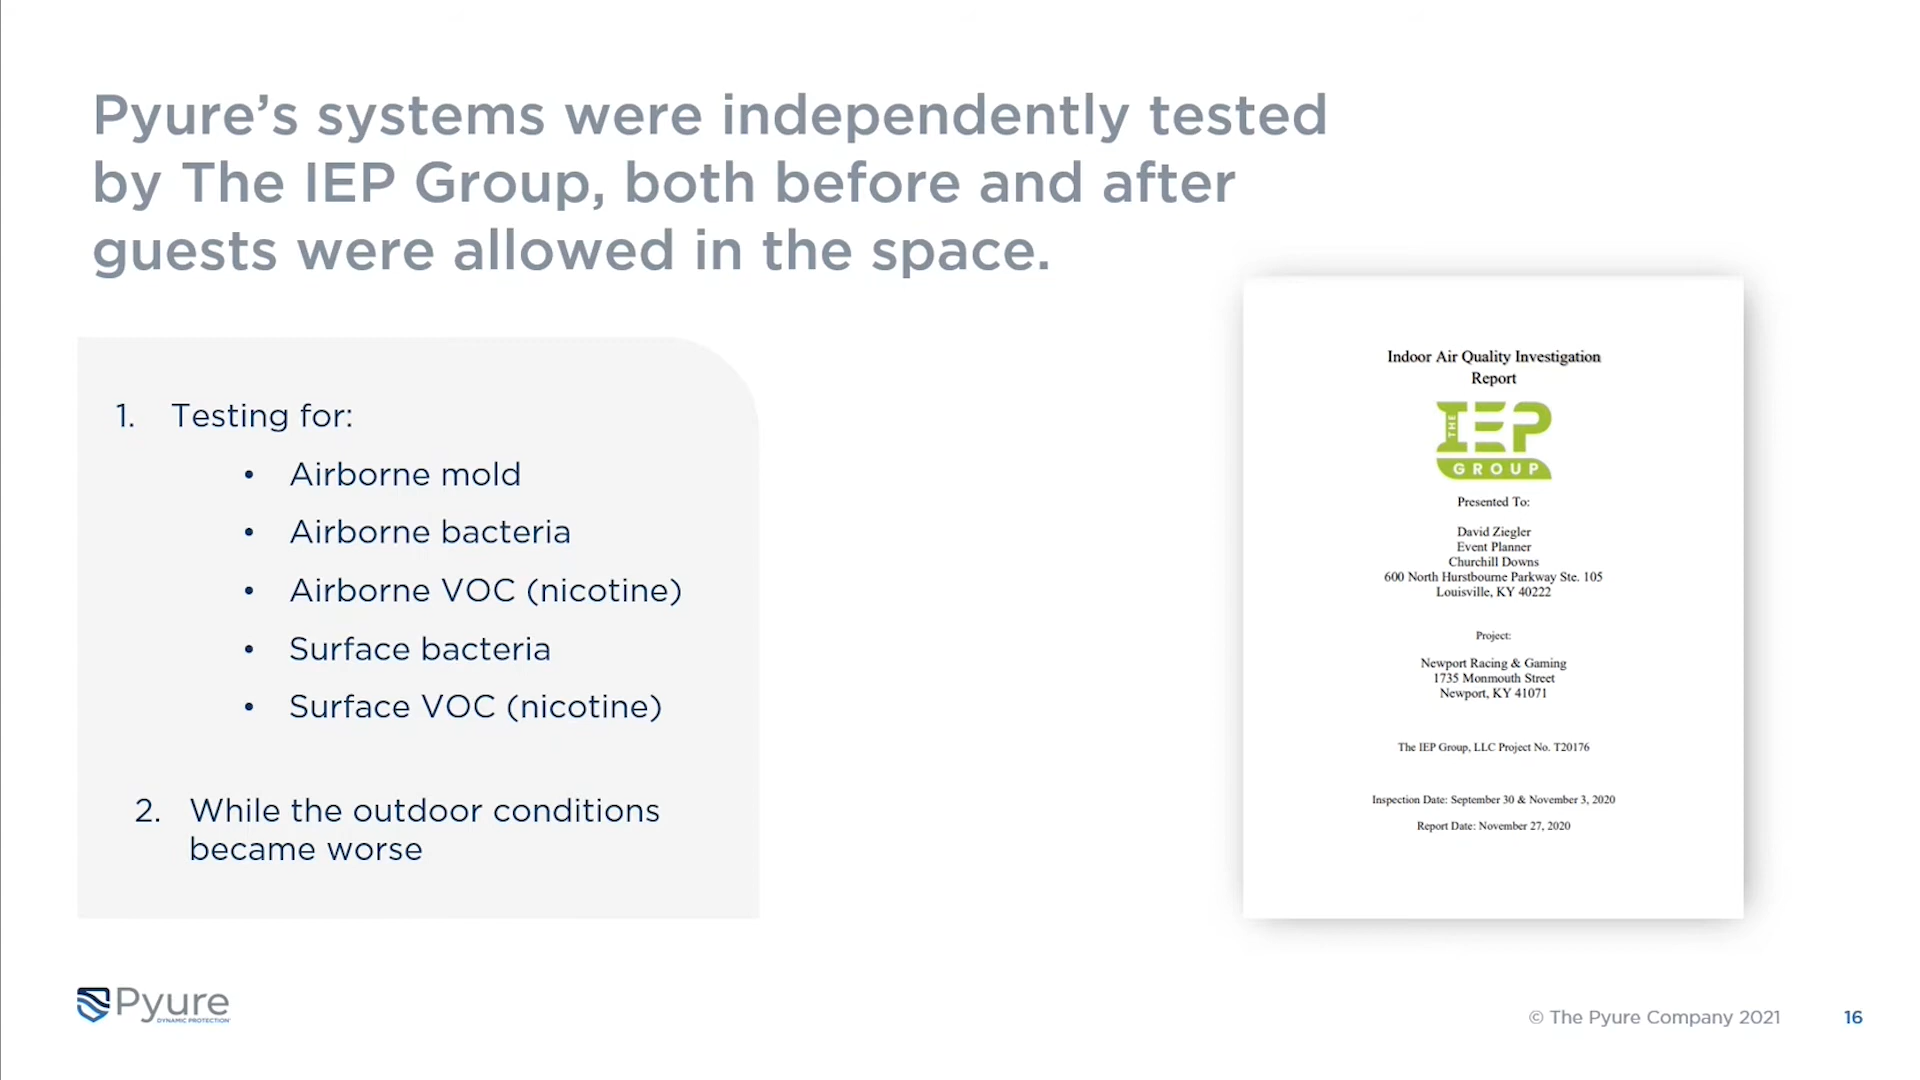 Pyure’s systems were independently tested
by The IEP Group, both before and after
guests were allowed in the space.
1. Testing for:
• Airborne mold
• Airborne bacteria
• Airborne VOC (nicotine)
• Surface bacteria
• Surface VOC (nicotine)
2. While the outdoor conditions
became worse
Indoor Air Quality Investigation
Report
THE IEP
GROUP
Presented To:
David Ziegler
Event Planner
Churchill Downs
600 North Hurstbourne Parkway Ste. 105
Louisville, KY 40222
Project:
Newport Racing & Gaming
1735 Monmouth Street
Newport, KY 41071
The IEP Group, LLC Project No. T20176
Inspection Date: September 30 & November 3, 2020
Report Date: November 27, 2020
Pyure
DYNAMIC PROTECTION
© The Pyure Company 2021
16